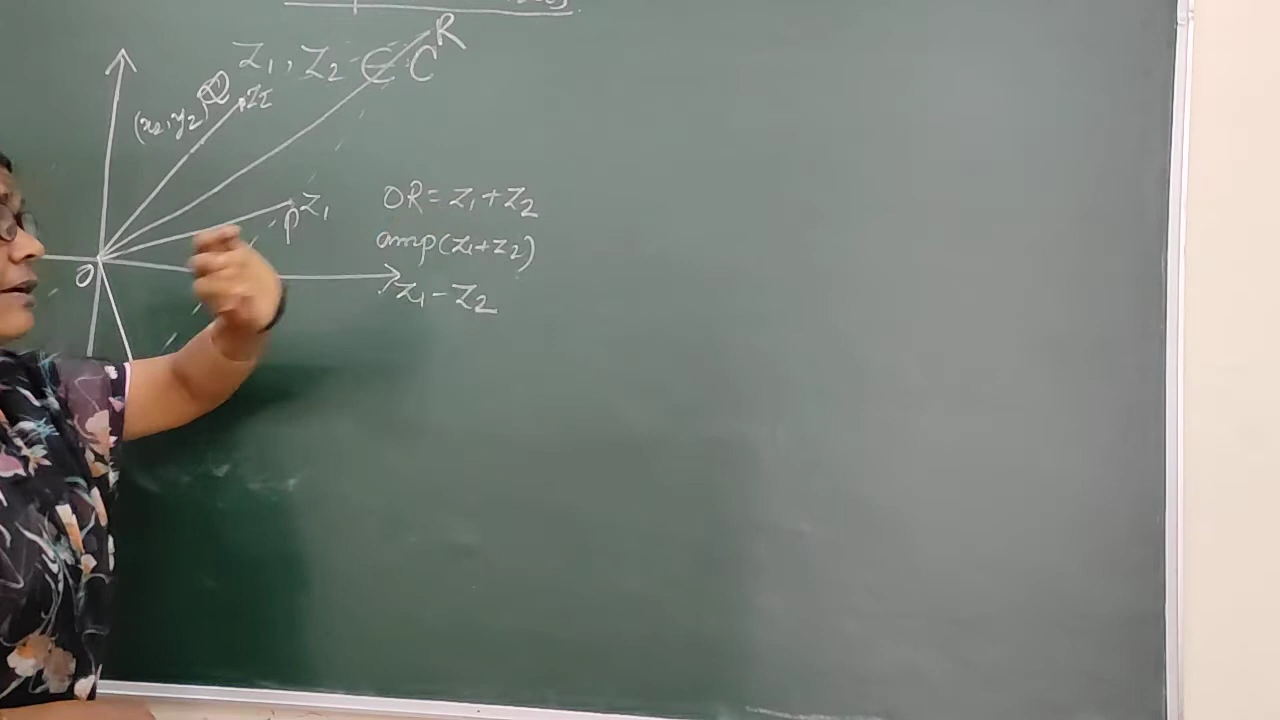 R
Z₁, Z₂ ∈ C
Q
Z₂
(x₂, y₂)
Z₁
P
O
OR = Z₁ + Z₂
amp(Z₁+Z₂)
Z₁ - Z₂